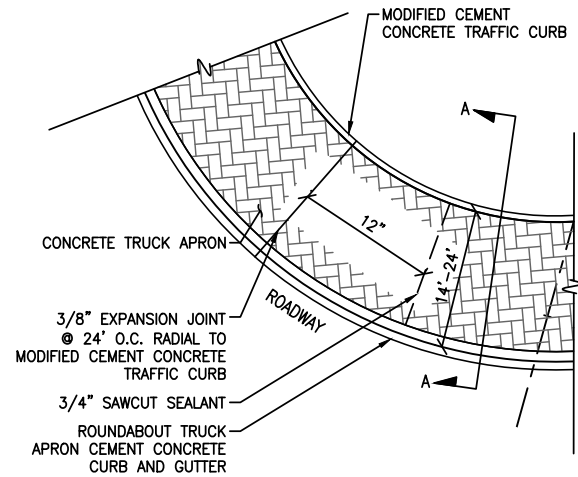 MODIFIED CEMENT
CONCRETE TRAFFIC CURB
A
CONCRETE TRUCK APRON
12"
14'-24'
3/8" EXPANSION JOINT
@ 24' O.C. RADIAL TO
MODIFIED CEMENT CONCRETE
TRAFFIC CURB
ROADWAY
3/4" SAWCUT SEALANT
A
ROUNDABOUT TRUCK
APRON CEMENT CONCRETE
CURB AND GUTTER